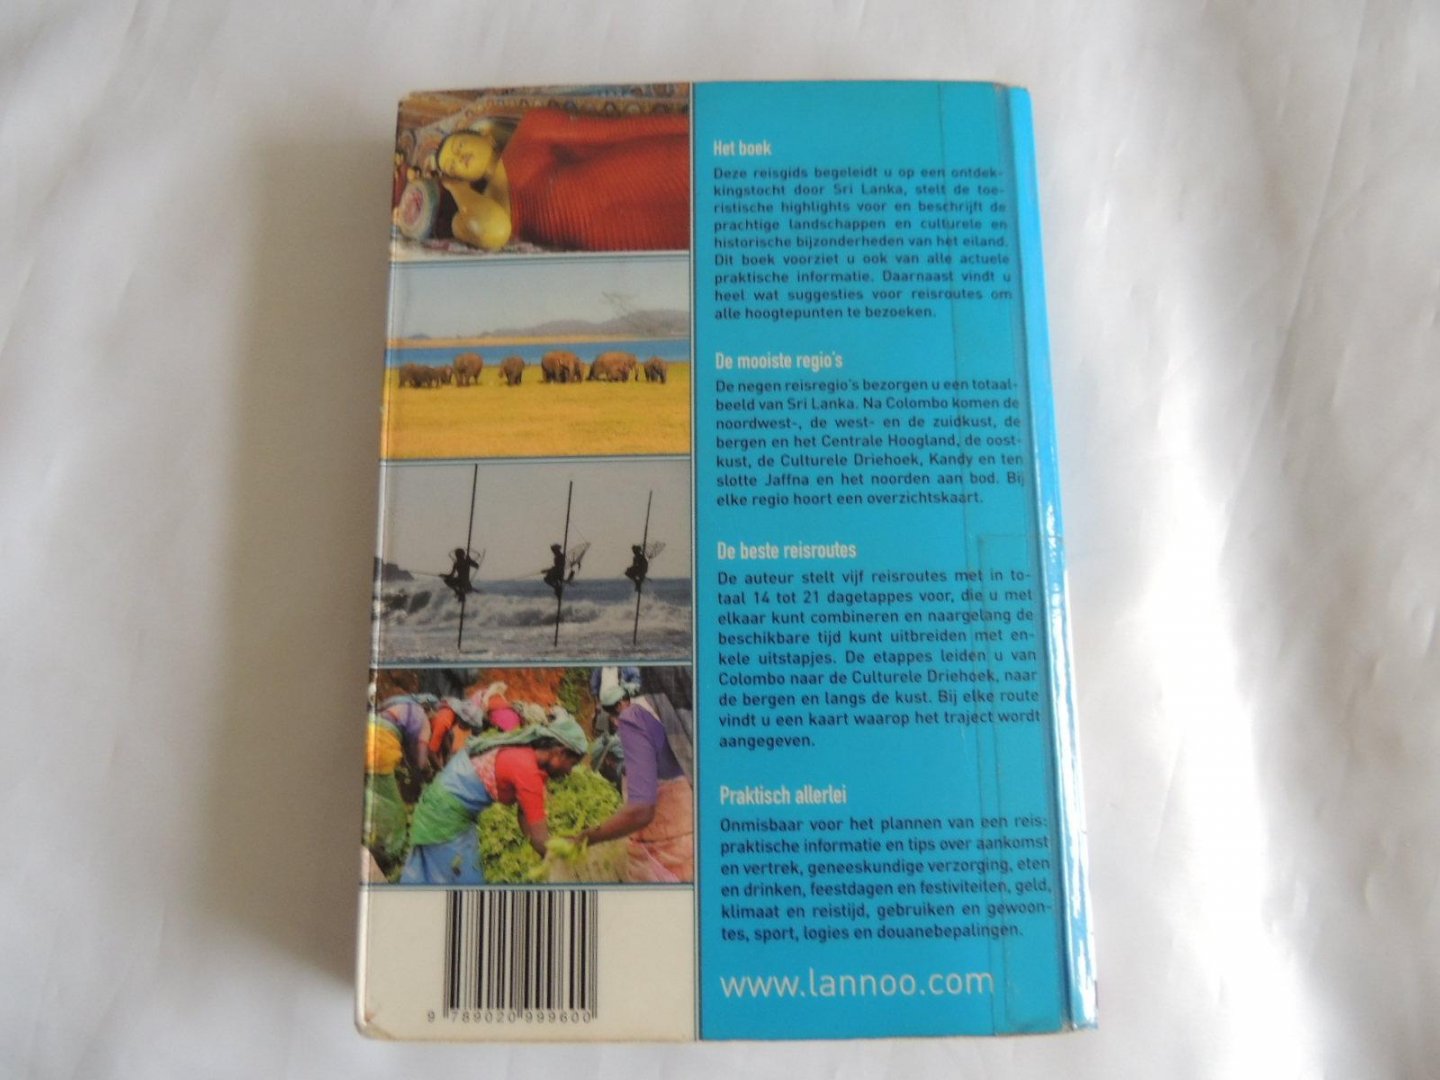 Het boek
Deze reisgids begeleidt u op een ontdek-
kingstocht door Sri Lanka, stelt de toe-
ristische highlights voor en beschrijft de
prachtige landschappen en culturele en
historische bijzonderheden van het eiland.
Dit boek voorziet u ook van alle actuele
praktische informatie. Daarnaast vindt u
heel wat suggesties voor reisroutes om
alle hoogtepunten te bezoeken.
De mooiste regio's
De negen reisregio's bezorgen u een totaal-
beeld van Sri Lanka. Na Colombo komen de
noordwest-, de west- en de zuidkust, de
bergen en het Centrale Hoogland, de oost-
kust, de Culturele Driehoek, Kandy en ten
slotte Jaffna en het noorden aan bod. Bij
elke regio hoort een overzichtskaart.
De beste reisroutes
De auteur stelt vijf reisroutes met in to-
taal 14 tot 21 dagetappes voor, die u met
elkaar kunt combineren en naargelang de
beschikbare tijd kunt uitbreiden met en-
kele uitstapjes. De etappes leiden u van
Colombo naar de Culturele Driehoek, naar
de bergen en langs de kust. Bij elke route
vindt u een kaart waarop het traject wordt
aangegeven.
Praktisch allerlei
Onmisbaar voor het plannen van een reis:
praktische informatie en tips over aankomst
en vertrek, geneeskundige verzorging, eten
en drinken, feestdagen en festiviteiten, geld,
klimaat en reistijd, gebruiken en gewoon-
tes, sport, logies en douanebepalingen.
www.lannoo.com
9 789020 999600